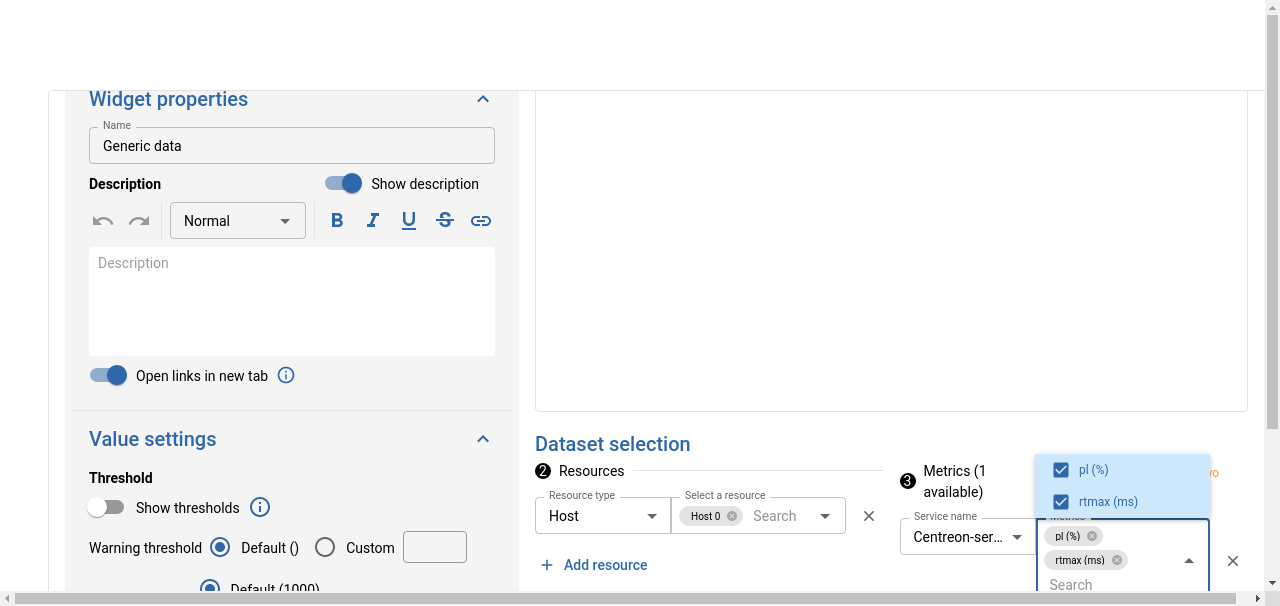 Widget properties
Name
Generic data
Description
Show description
Normal
B I U S
Description
Open links in new tab
Value settings
Threshold
Show thresholds
Warning threshold
Default ()
Custom
Default (1000)
Dataset selection
2 Resources
Resource type
Host
Select a resource
Host 0
Search
Add resource
3 Metrics (1
available)
Service name
Centreon-ser...
pl (%)
rtmax (ms)
Metrics
pl (%)
rtmax (ms)
Search